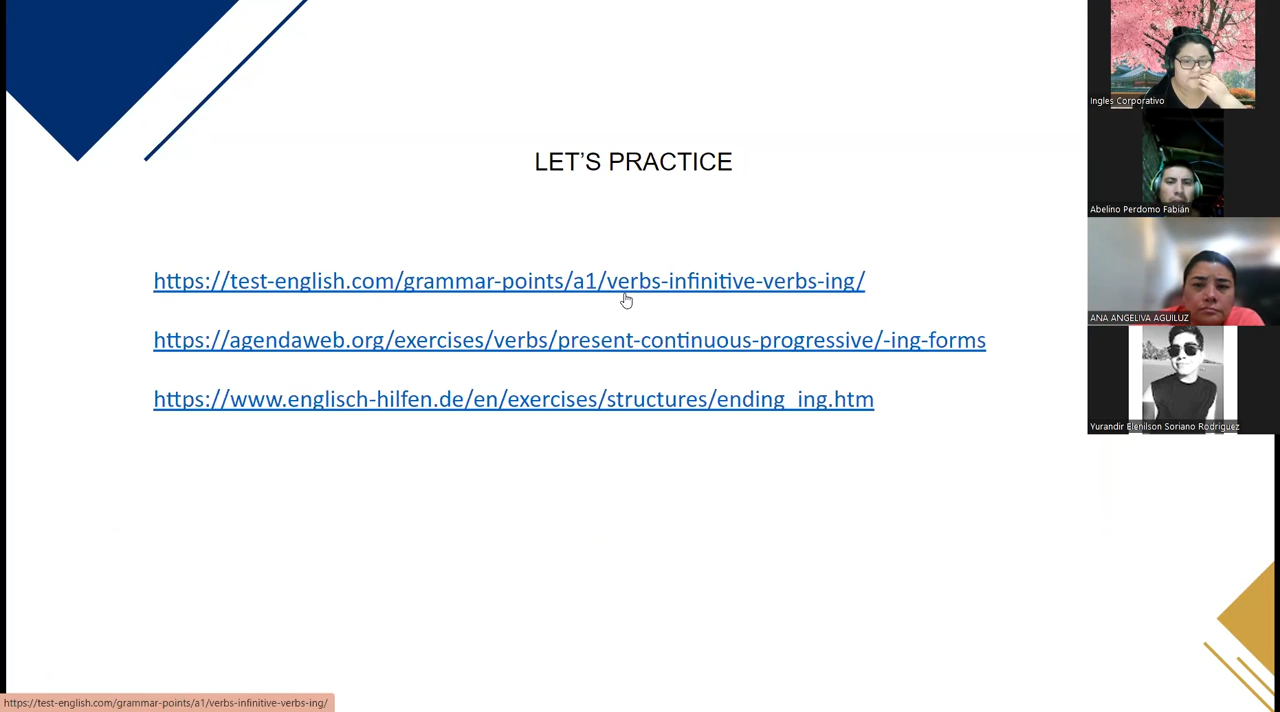 LET'S PRACTICE
https://test-english.com/grammar-points/a1/verbs-infinitive-verbs-ing/
https://agendaweb.org/exercises/verbs/present-continuous-progressive/-ing-forms
https://www.englisch-hilfen.de/en/exercises/structures/ending_ing.htm
Ingles Corporativo
Abelino Perdomo Fabián
ANA ANGELIVA AGUILUZ
Yurandir Elenilson Soriano Rodriguez
https://test-english.com/grammar-points/a1/verbs-infinitive-verbs-ing/